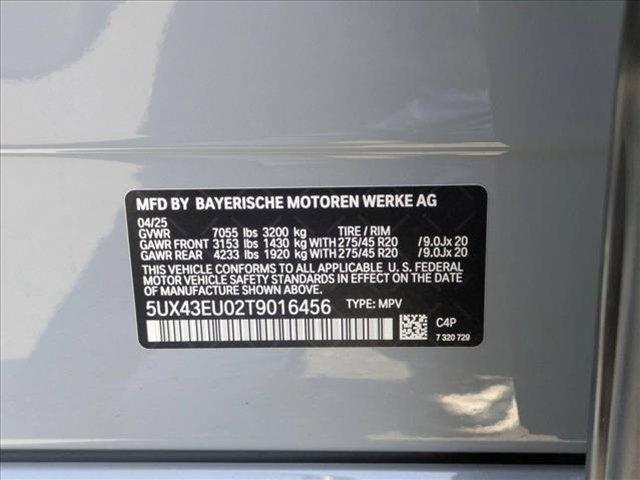 MFD BY BAYERISCHE MOTOREN WERKE AG
04/25
GVWR 7055 lbs 3200 kg TIRE / RIM
GAWR FRONT 3153 lbs 1430 kg WITH 275/45 R20 /9.0Jx 20
GAWR REAR 4233 lbs 1920 kg WITH 275/45 R20 /9.0Jx 20
THIS VEHICLE CONFORMS TO ALL APPLICABLE U. S. FEDERAL
MOTOR VEHICLE SAFETY STANDARDS IN EFFECT ON THE DATE
OF MANUFACTURE SHOWN ABOVE.
5UX43EU02T9016456 TYPE: MPV
C4P
7 320 729